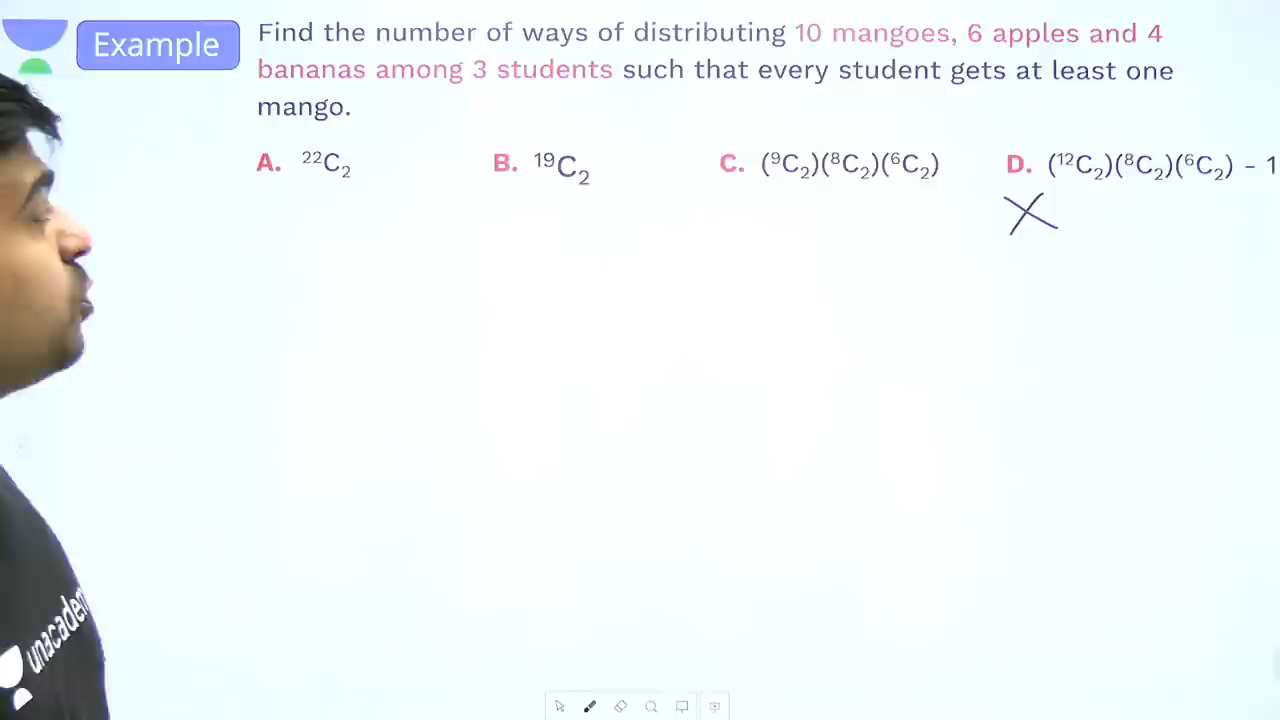 Example
Find the number of ways of distributing 10 mangoes, 6 apples and 4
bananas among 3 students such that every student gets at least one
mango.
A. ²²C₂ B. ¹⁹C₂ C. (⁹C₂)(⁸C₂)(⁶C₂) D. (¹²C₂)(⁸C₂)(⁶C₂) - 1
unacademy